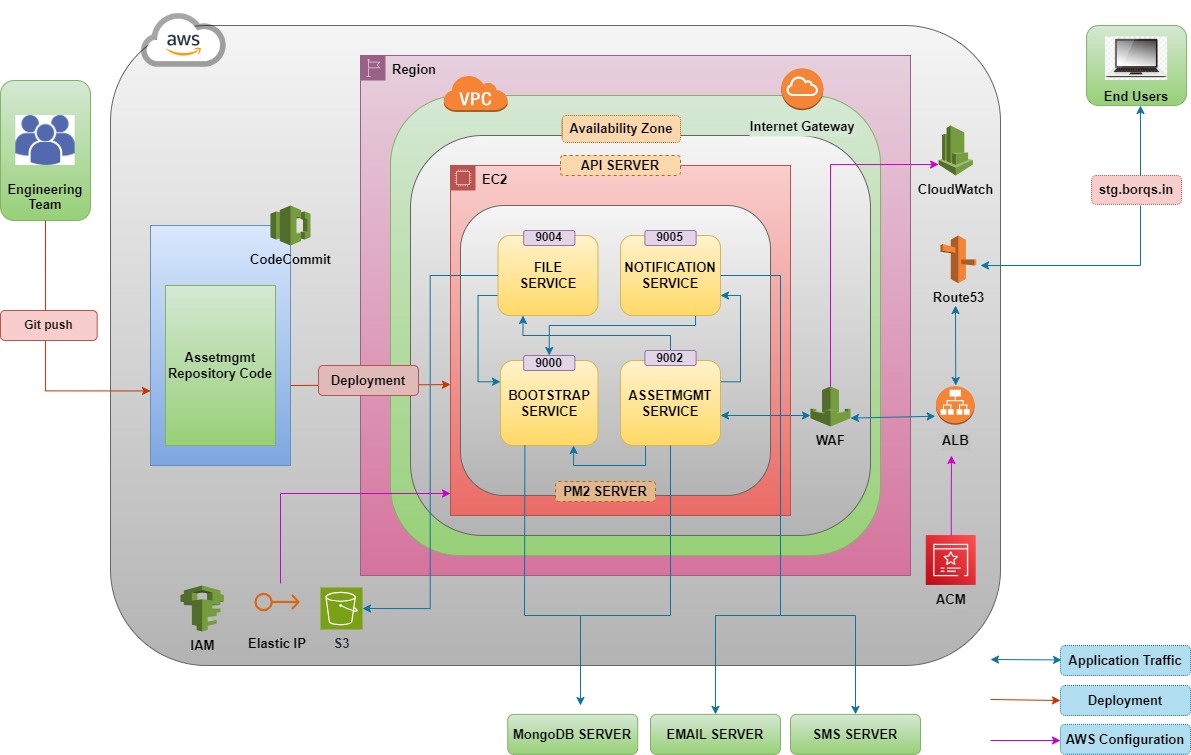 aws
Region
VPC
Internet Gateway
Availability Zone
API SERVER
EC2
End Users
stg.borqs.in
CloudWatch
Route53
ALB
WAF
ACM
Engineering
Team
Git push
CodeCommit
Assetmgmt
Repository Code
Deployment
9004
FILE
SERVICE
9005
NOTIFICATION
SERVICE
9000
BOOTSTRAP
SERVICE
9002
ASSETMGMT
SERVICE
PM2 SERVER
IAM
Elastic IP
S3
MongoDB SERVER
EMAIL SERVER
SMS SERVER
Application Traffic
Deployment
AWS Configuration